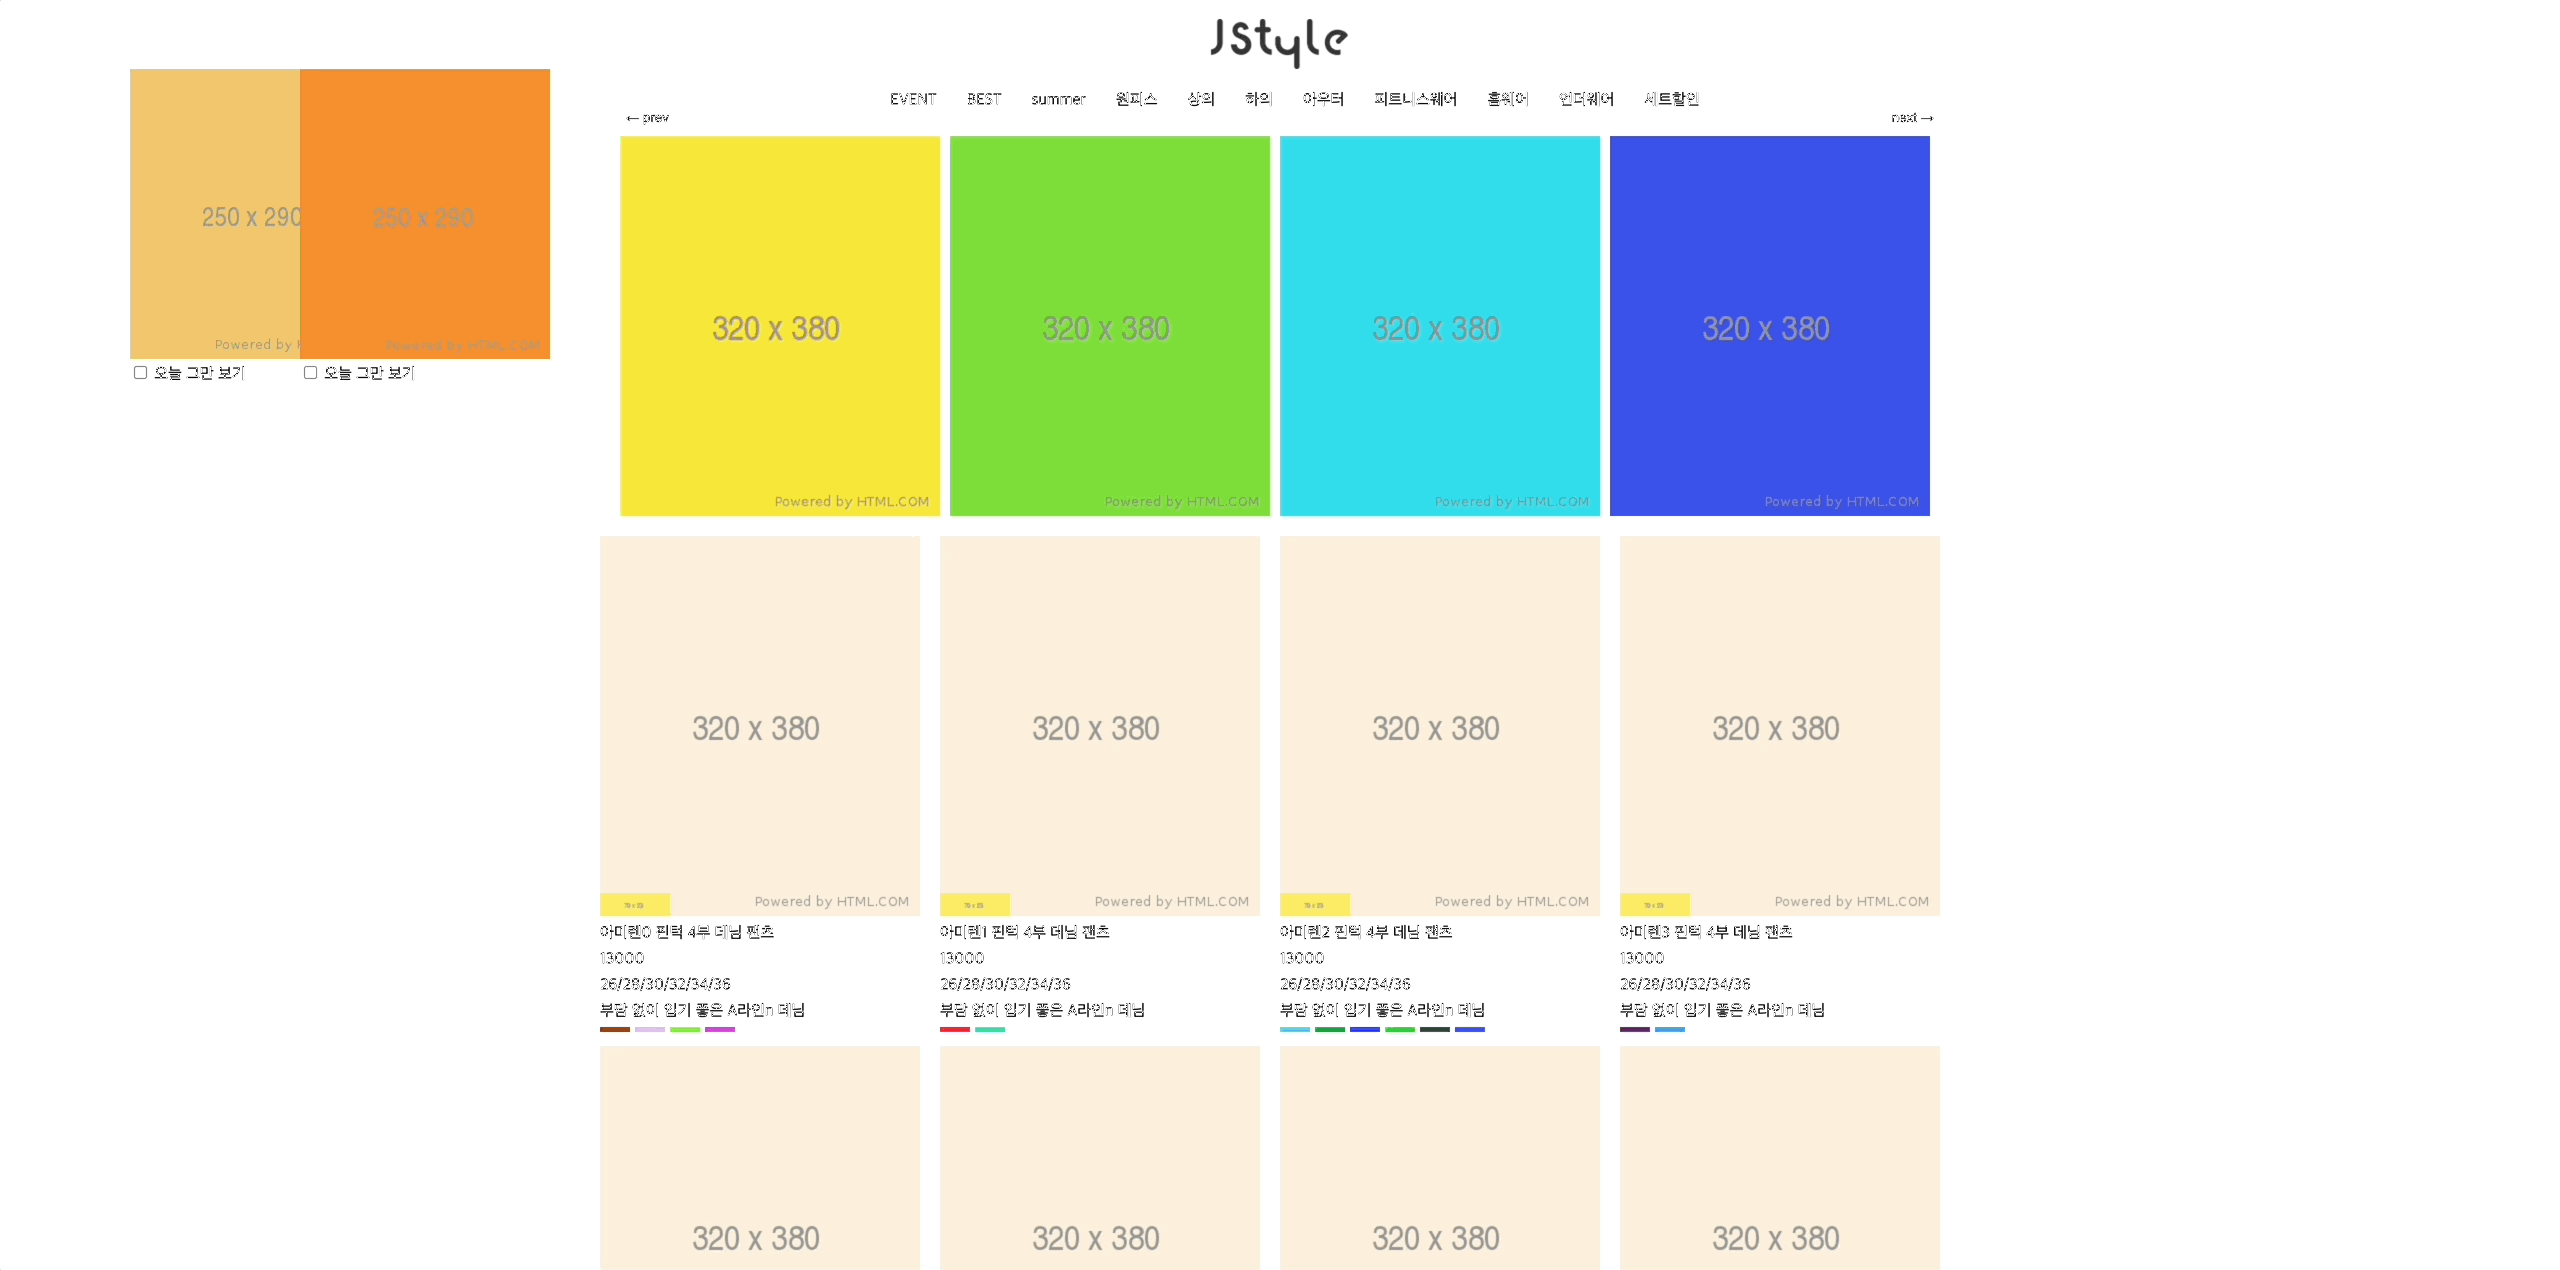 JStyle
EVENT BEST summer 원피스 상의 하의 아우터 피트니스웨어 홈웨어 언더웨어 세트할인
← prev next →
250 x 290 250 x 290
Powered by H Powered by HTML.COM
오늘 그만 보기 오늘 그만 보기
320 x 380 320 x 380 320 x 380 320 x 380
Powered by HTML.COM Powered by HTML.COM Powered by HTML.COM Powered by HTML.COM
320 x 380 320 x 380 320 x 380 320 x 380
Powered by HTML.COM Powered by HTML.COM Powered by HTML.COM Powered by HTML.COM
아미렌0 핀턱 4부 데님 팬츠 아미렌1 핀턱 4부 데님 팬츠 아미렌2 핀턱 4부 데님 팬츠 아미렌3 핀턱 4부 데님 팬츠
13000 13000 13000 13000
26/28/30/32/34/36 26/28/30/32/34/36 26/28/30/32/34/36 26/28/30/32/34/36
부담 없이 입기 좋은 A라인n 데님 부담 없이 입기 좋은 A라인n 데님 부담 없이 입기 좋은 A라인n 데님 부담 없이 입기 좋은 A라인n 데님
320 x 380 320 x 380 320 x 380 320 x 380